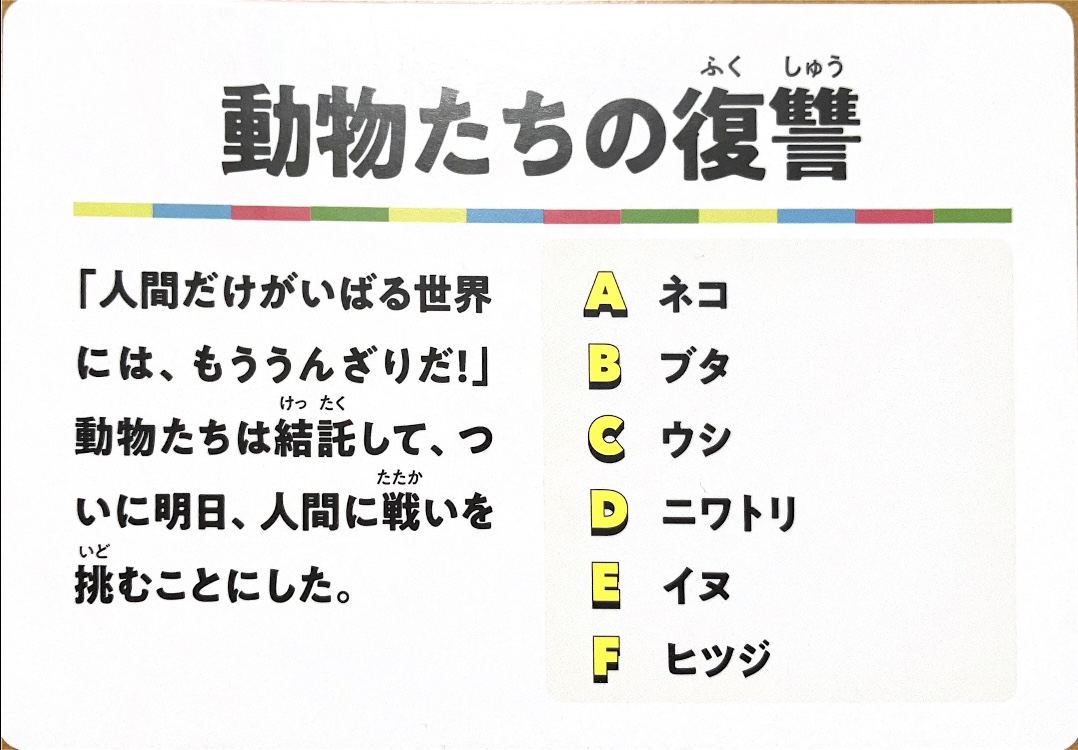 ふくしゅう
動物たちの復讐
「人間だけがいばる世界
には、もううんざりだ!」
けったく
動物たちは結託して、つ
たたか
いに明日、人間に戦いを
いど
挑むことにした。
A ネコ
B ブタ
C ウシ
D ニワトリ
E イヌ
F ヒツジ